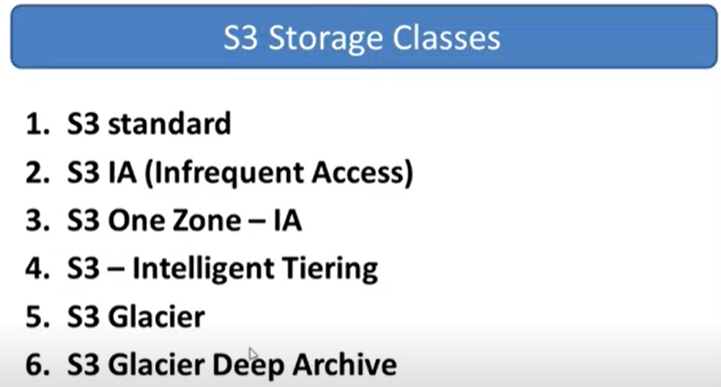 S3 Storage Classes
1. S3 standard
2. S3 IA (Infrequent Access)
3. S3 One Zone – IA
4. S3 – Intelligent Tiering
5. S3 Glacier
6. S3 Glacier Deep Archive